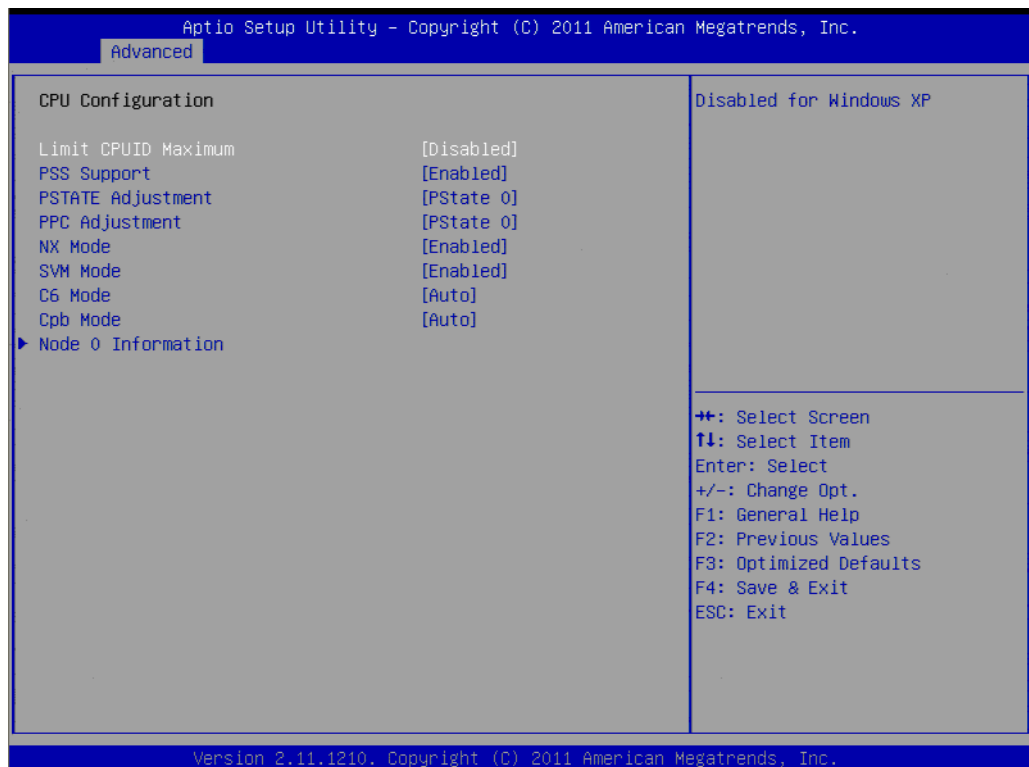 Aptio Setup Utility – Copyright (C) 2011 American Megatrends, Inc.
Advanced
CPU Configuration
Limit CPUID Maximum [Disabled]
PSS Support [Enabled]
PSTATE Adjustment [PState 0]
PPC Adjustment [PState 0]
NX Mode [Enabled]
SVM Mode [Enabled]
C6 Mode [Auto]
Cpb Mode [Auto]
Node 0 Information
Disabled for Windows XP
→←: Select Screen
↑↓: Select Item
Enter: Select
+/-: Change Opt.
F1: General Help
F2: Previous Values
F3: Optimized Defaults
F4: Save & Exit
ESC: Exit
Version 2.11.1210. Copyright (C) 2011 American Megatrends, Inc.